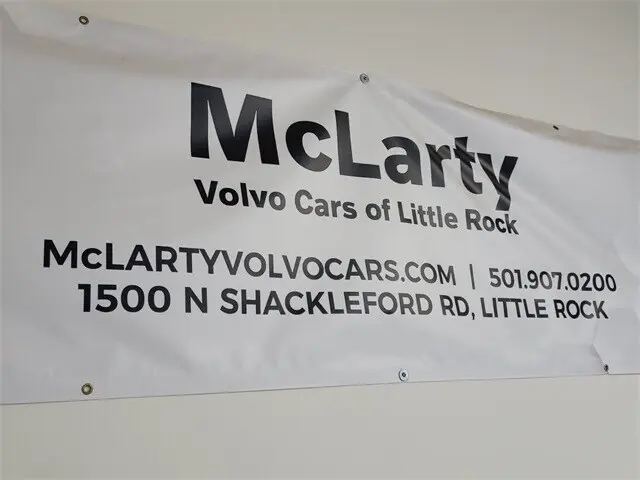 McLarty
Volvo Cars of Little Rock
McLARTYVOLVOCARS.COM | 501.907.0200
1500 N SHACKLEFORD RD, LITTLE ROCK